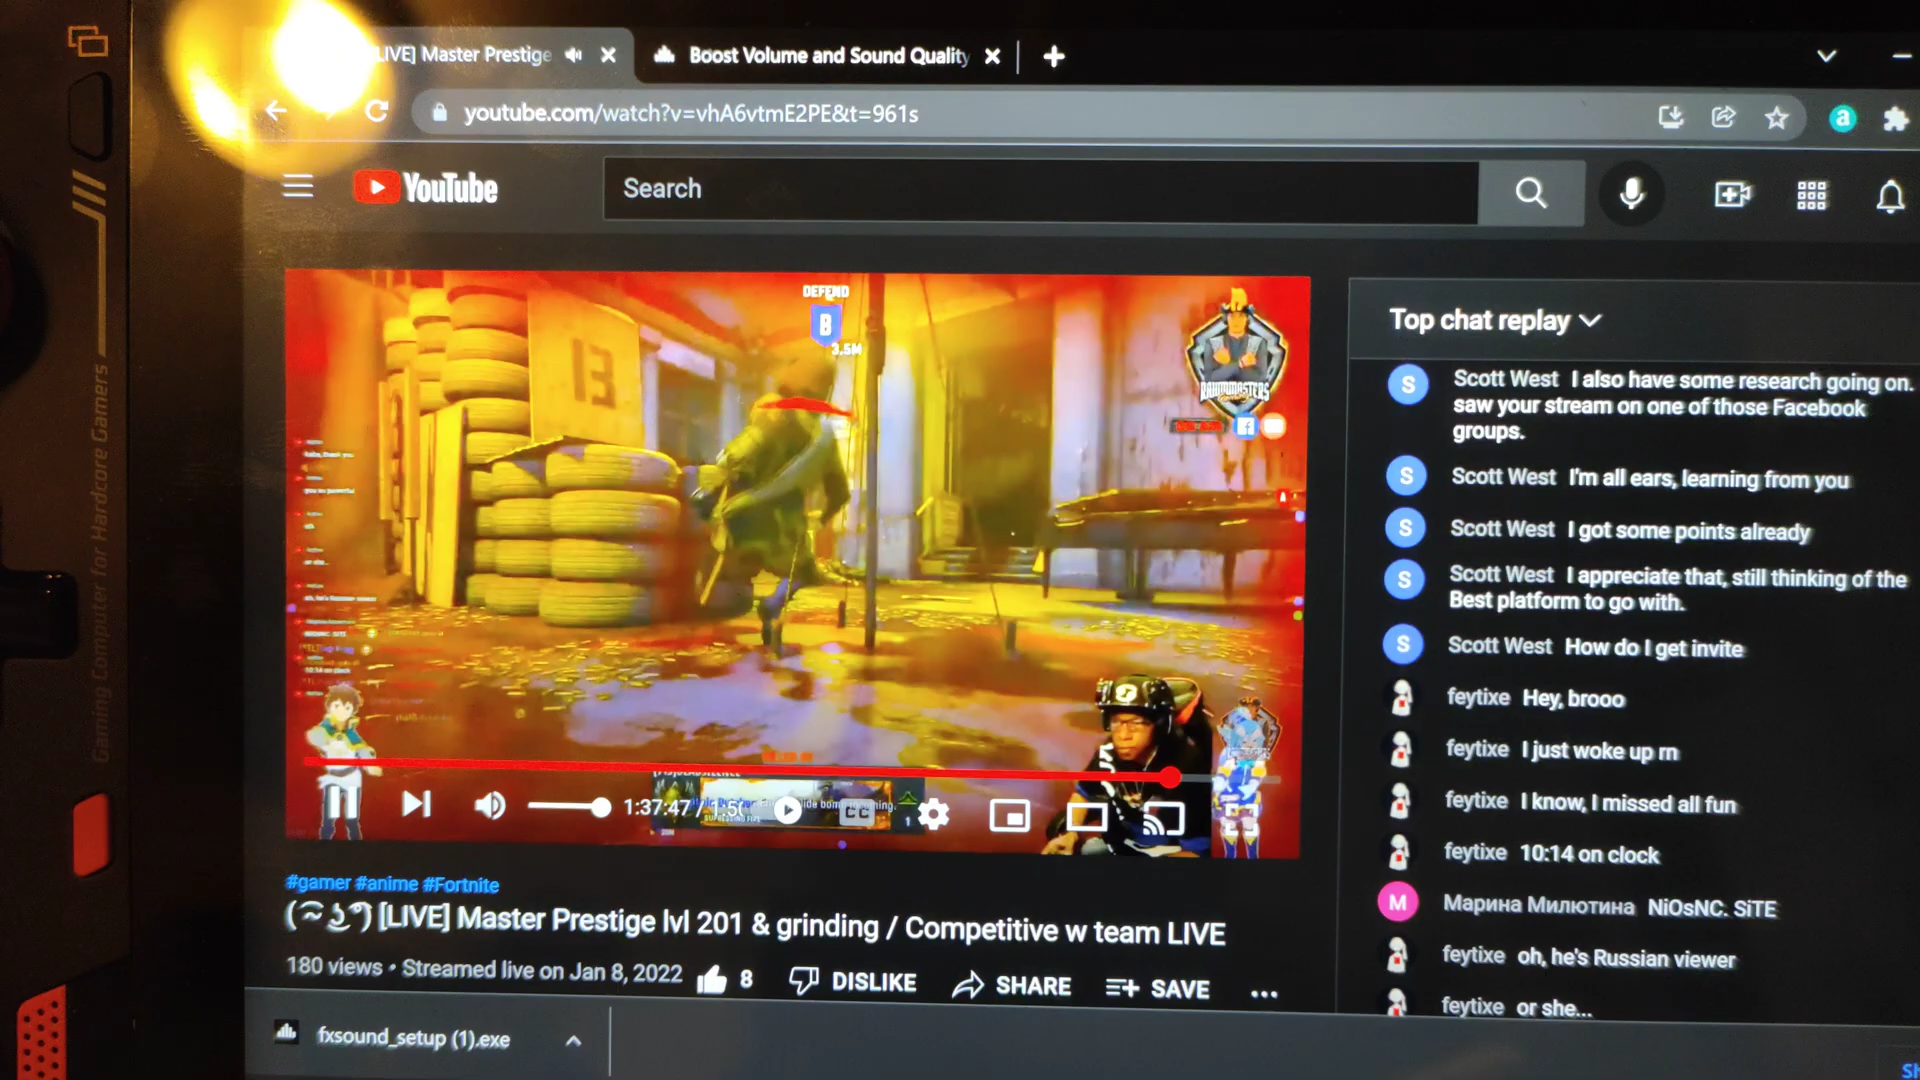 LIVE] Master Prestige
Boost Volume and Sound Quality
youtube.com/watch?v=vhA6vtmE2PE&t=961s
YouTube
Search
Gaming Computer for Hardcore Gamers
DEFEND
B
3.5M
13
RAHIMMASTERS
1:37:47 / 1:5
CC
Top chat replay
S
Scott West I also have some research going on.
saw your stream on one of those Facebook
groups.
S
Scott West I'm all ears, learning from you
S
Scott West I got some points already
S
Scott West I appreciate that, still thinking of the
Best platform to go with.
S
Scott West How do I get invite
feytixe Hey, brooo
feytixe I just woke up rn
feytixe I know, I missed all fun
feytixe 10:14 on clock
M
Марина Милютина NiOsNC. SiTE
feytixe oh, he's Russian viewer
feytixe or she...
#gamer #anime #Fortnite
[LIVE] Master Prestige lvl 201 & grinding / Competitive w team LIVE
180 views • Streamed live on Jan 8, 2022
8
DISLIKE
SHARE
SAVE
fxsound_setup (1).exe